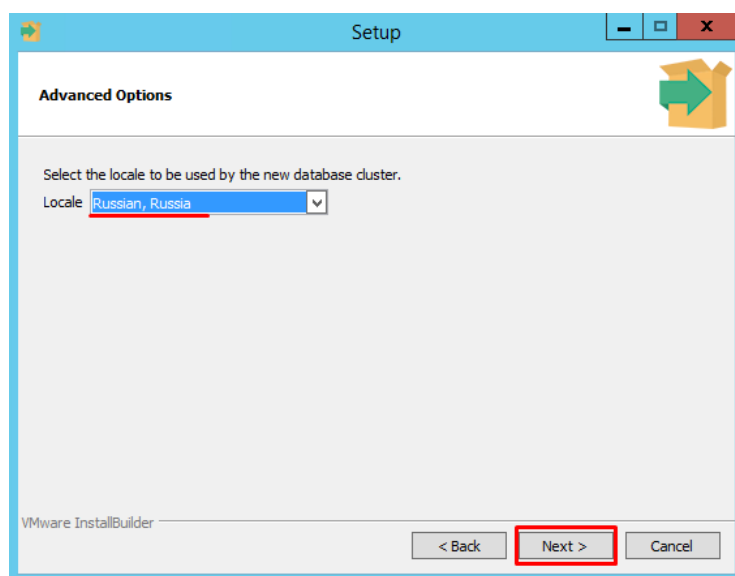 Setup
Advanced Options
Select the locale to be used by the new database cluster.
Locale Russian, Russia
VMware InstallBuilder
< Back Next > Cancel